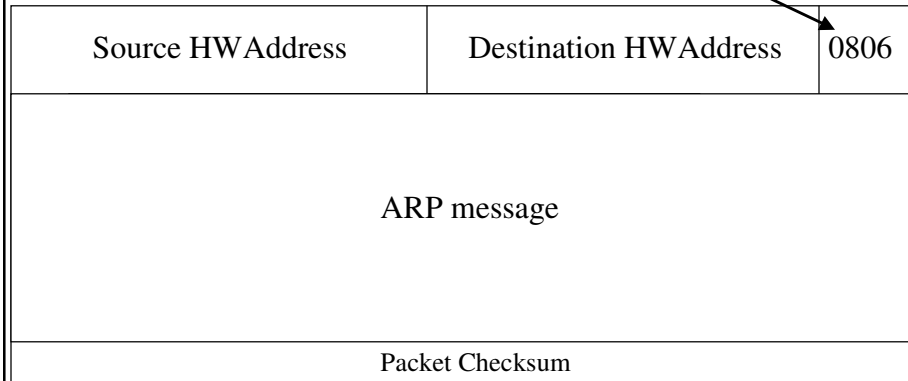 Source HWAddress Destination HWAddress 0806
ARP message
Packet Checksum